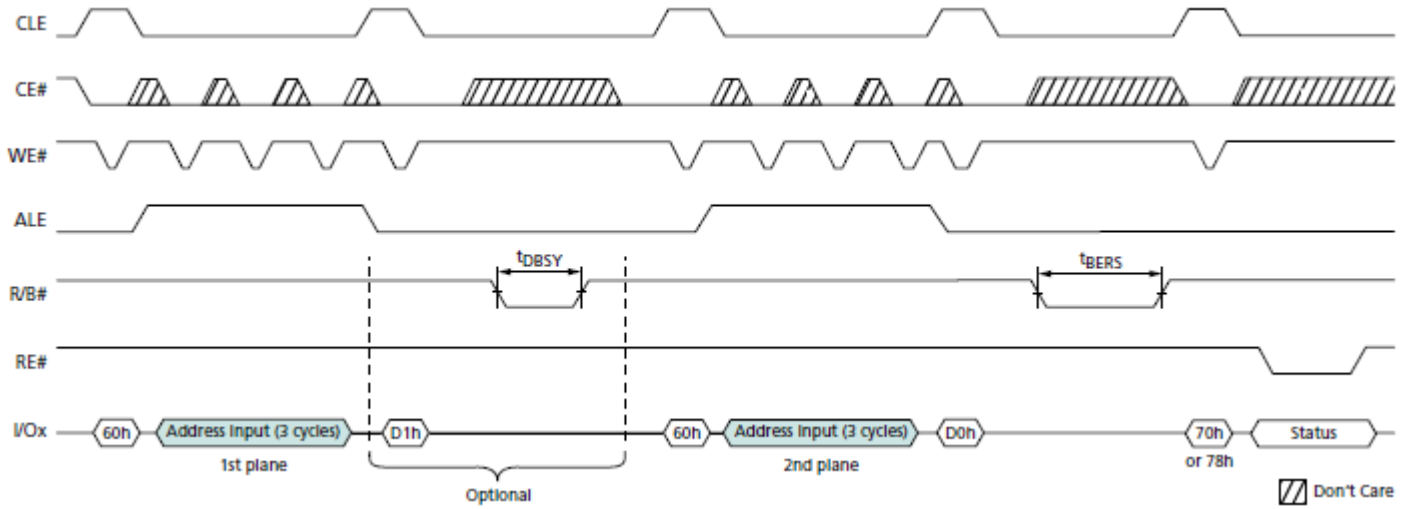 CLE
CE#
WE#
ALE
tDBSY
tBERS
R/B#
RE#
I/Ox
60h
Address Input (3 cycles)
D1h
60h
Address Input (3 cycles)
D0h
70h
Status
1st plane
2nd plane
or 78h
Optional
Don't Care